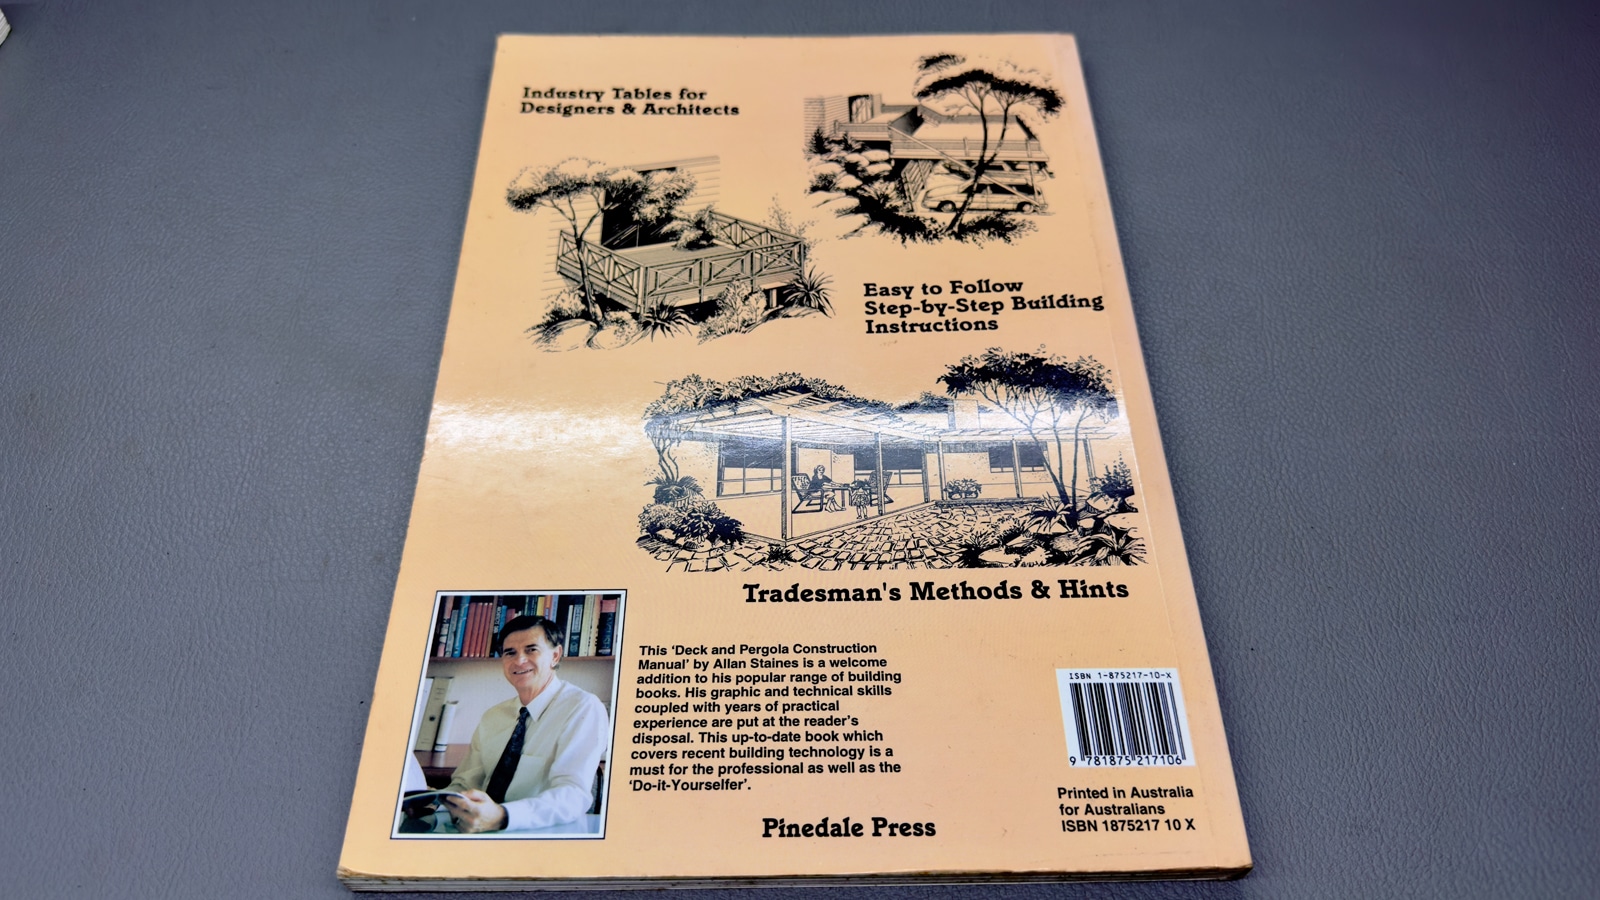 Industry Tables for
Designers & Architects
Easy to Follow
Step-by-Step Building
Instructions
Tradesman's Methods & Hints
This ‘Deck and Pergola Construction
Manual’ by Allan Staines is a welcome
addition to his popular range of building
books. His graphic and technical skills
coupled with years of practical
experience are put at the reader’s
disposal. This up-to-date book which
covers recent building technology is a
must for the professional as well as the
‘Do-it-Yourselfer’.
Pinedale Press
ISBN 1-875217-10-X
9 781875 217106
Printed in Australia
for Australians
ISBN 1875217 10 X